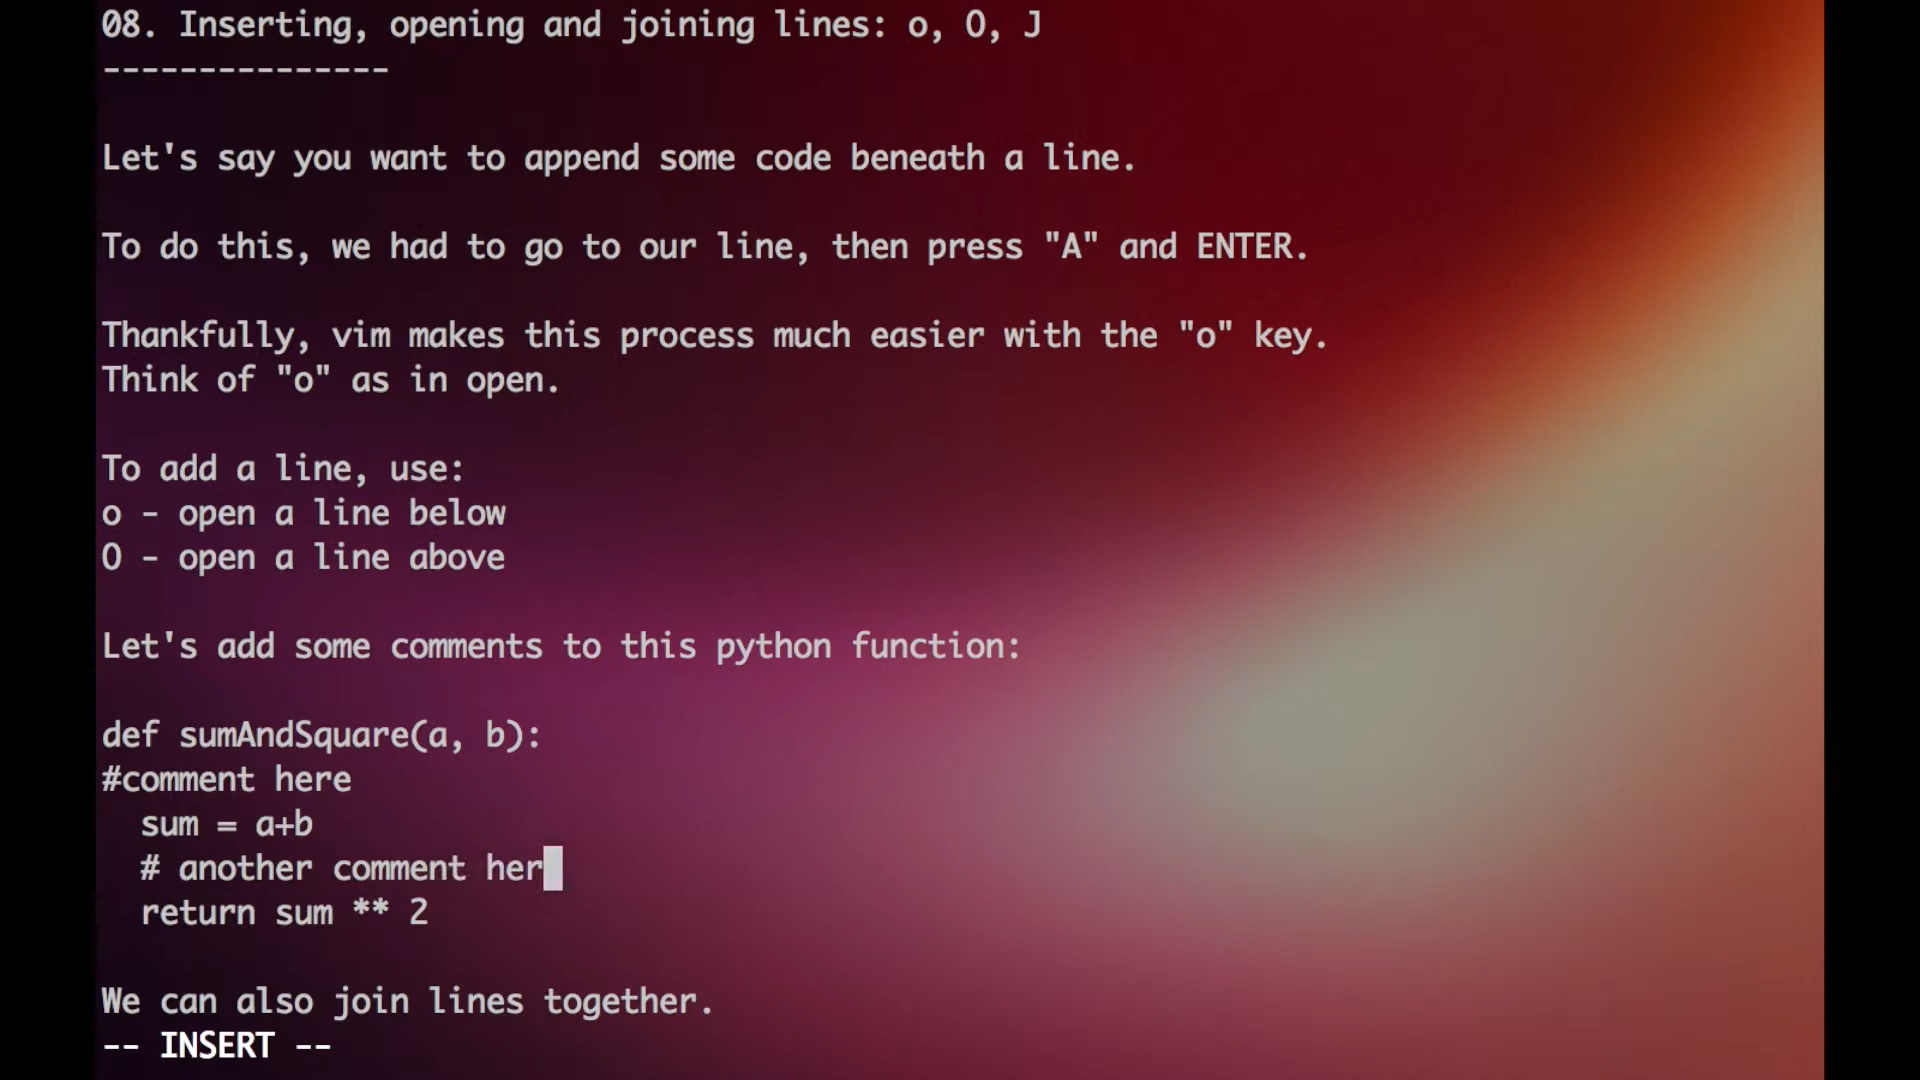 08. Inserting, opening and joining lines: o, O, J
---------------
Let's say you want to append some code beneath a line.
To do this, we had to go to our line, then press "A" and ENTER.
Thankfully, vim makes this process much easier with the "o" key.
Think of "o" as in open.
To add a line, use:
o - open a line below
O - open a line above
Let's add some comments to this python function:
def sumAndSquare(a, b):
#comment here
  sum = a+b
  # another comment her
  return sum ** 2
We can also join lines together.
-- INSERT --